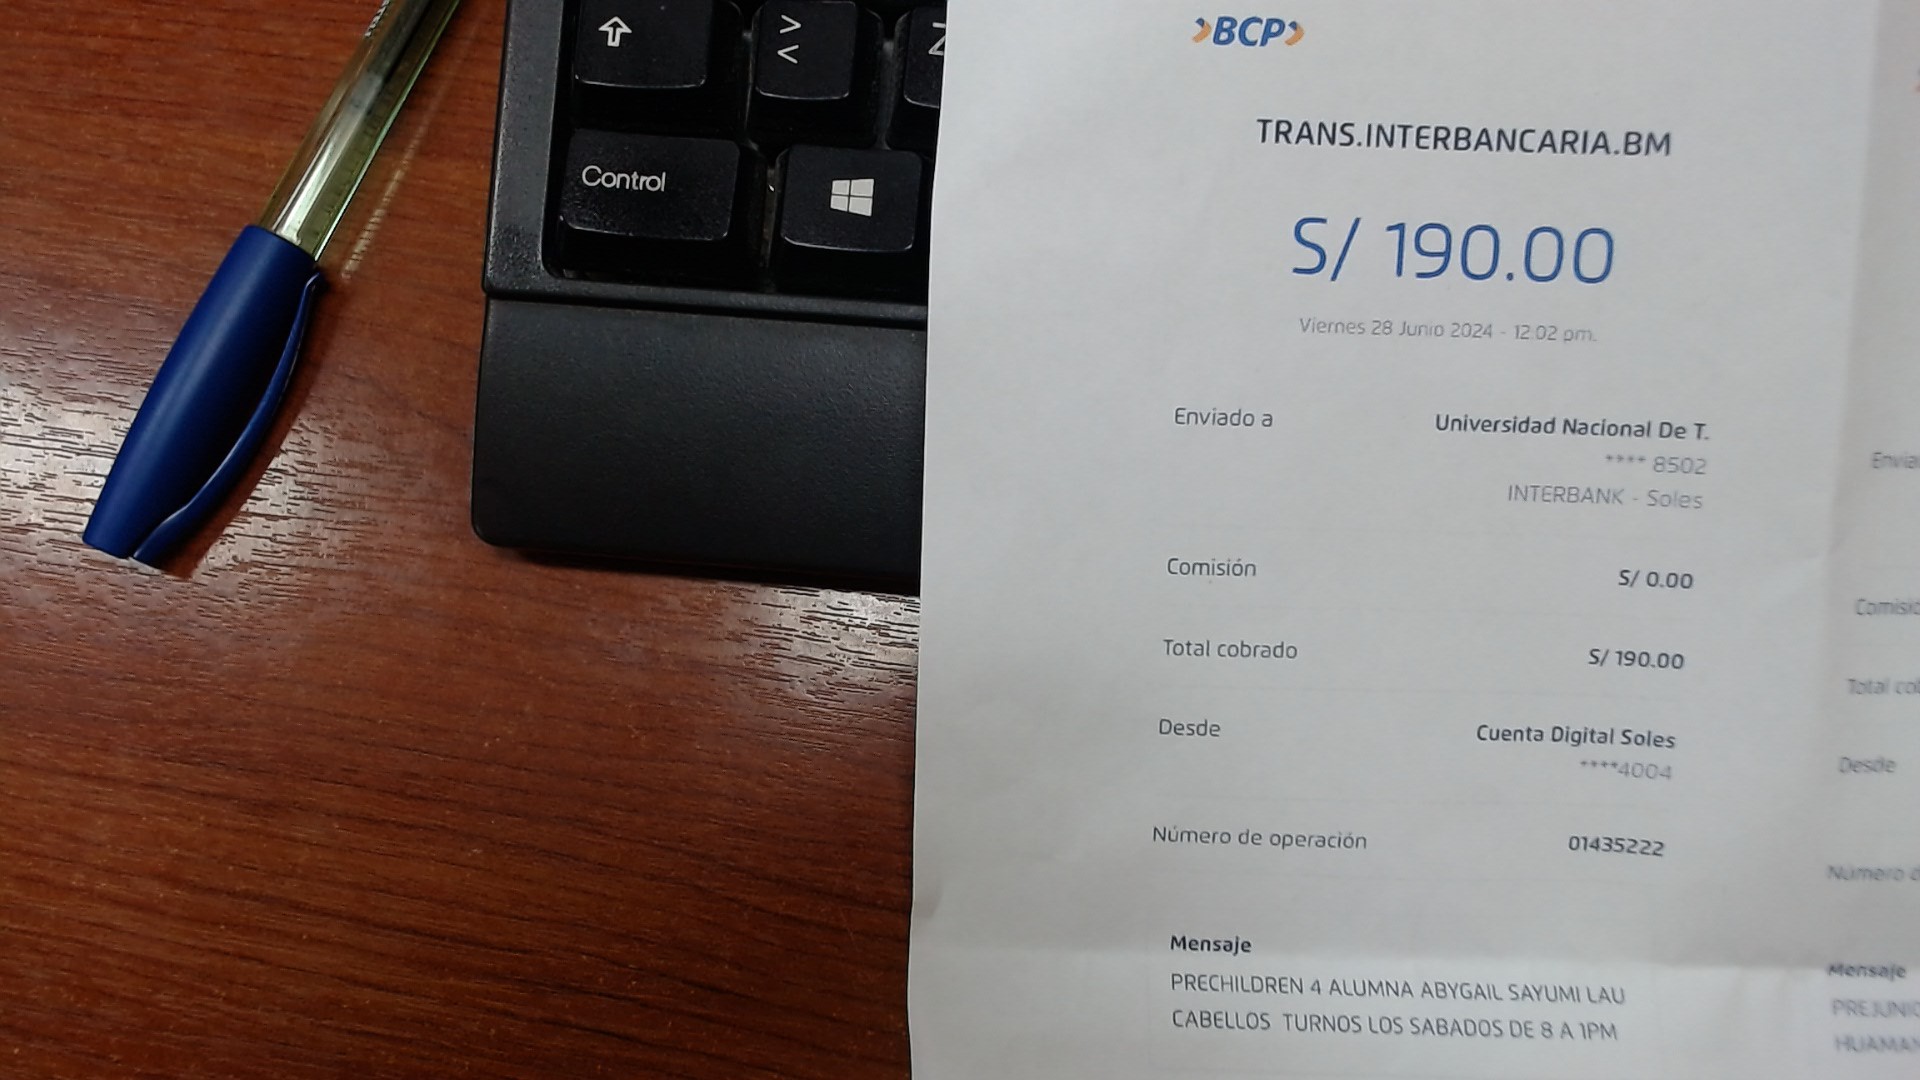 BCP
TRANS.INTERBANCARIA.BM
S/ 190.00
Viernes 28 Junio 2024 - 12:02 pm.
Enviado a
Universidad Nacional De T.
**** 8502
INTERBANK - Soles
Comisión
S/ 0.00
Total cobrado
S/ 190.00
Desde
Cuenta Digital Soles
****4004
Número de operación
01435222
Mensaje
PRECHILDREN 4 ALUMNA ABYGAIL SAYUMI LAU
CABELLOS TURNOS LOS SABADOS DE 8 A 1PM
Control
>
<
Z
Desde
Mensaje